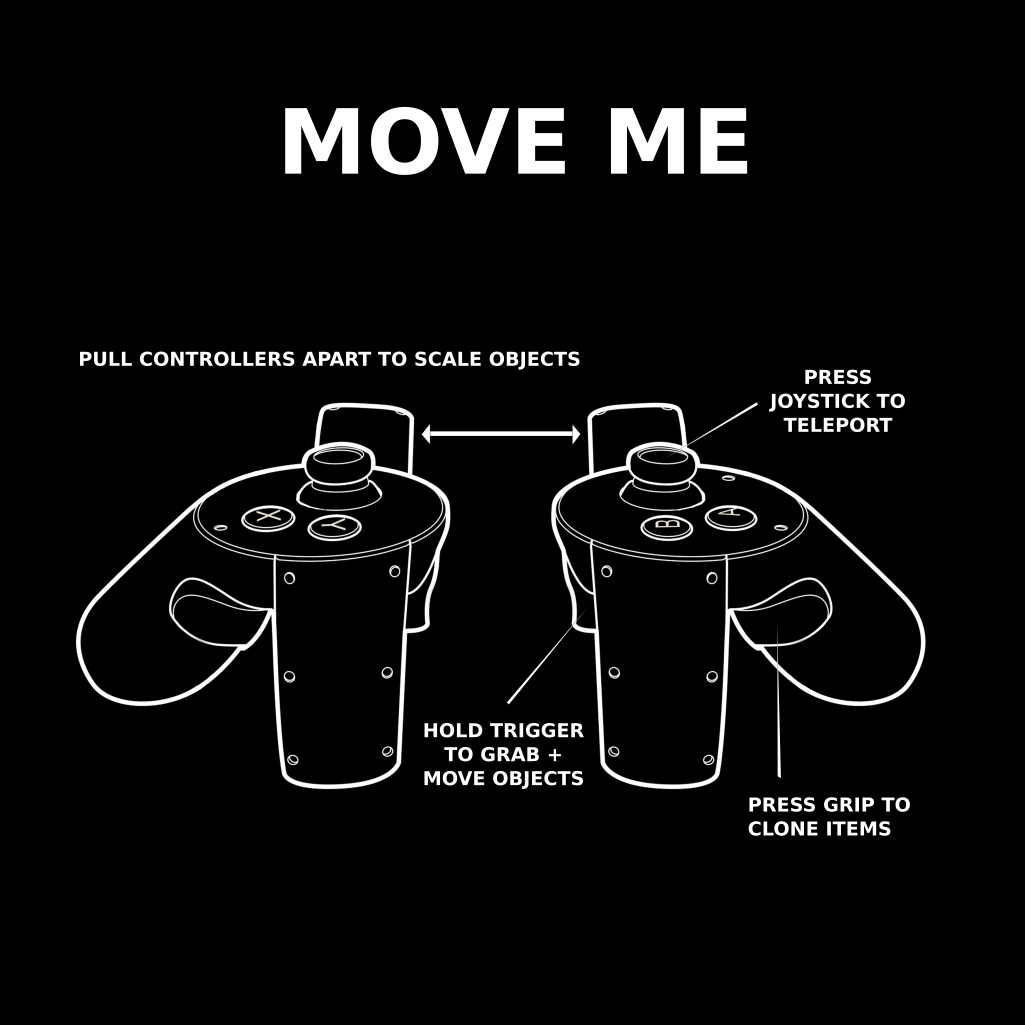 MOVE ME
PULL CONTROLLERS APART TO SCALE OBJECTS
PRESS
JOYSTICK TO
TELEPORT
X
Y
B
A
HOLD TRIGGER
TO GRAB +
MOVE OBJECTS
PRESS GRIP TO
CLONE ITEMS